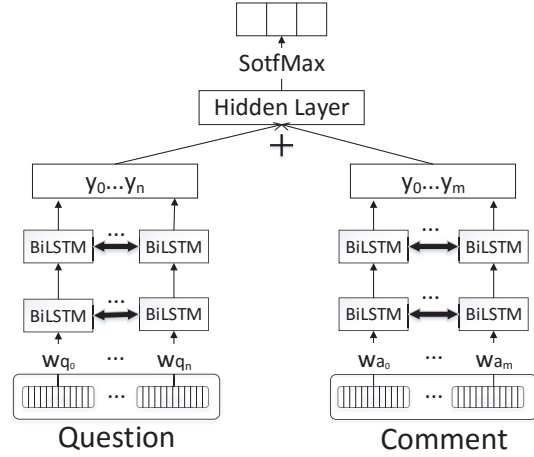 SotfMax
Hidden Layer
+
y0...yn
y0...ym
... ...
BiLSTM BiLSTM BiLSTM BiLSTM
... ...
BiLSTM BiLSTM BiLSTM BiLSTM
wq0 ... wqn wa0 ... wam
... ...
Question Comment